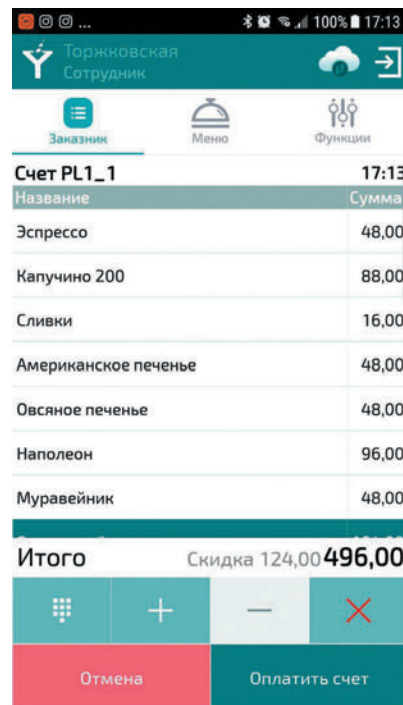 ... 100% 17:13
Торжковская
Сотрудник
Заказник Меню Функции
Счет PL1_1 17:13
Название Сумма
Эспрессо 48,00
Капучино 200 88,00
Сливки 16,00
Американское печенье 48,00
Овсяное печенье 48,00
Наполеон 96,00
Муравейник 48,00
Итого Скидка 124,00 496,00
Отмена Оплатить счет